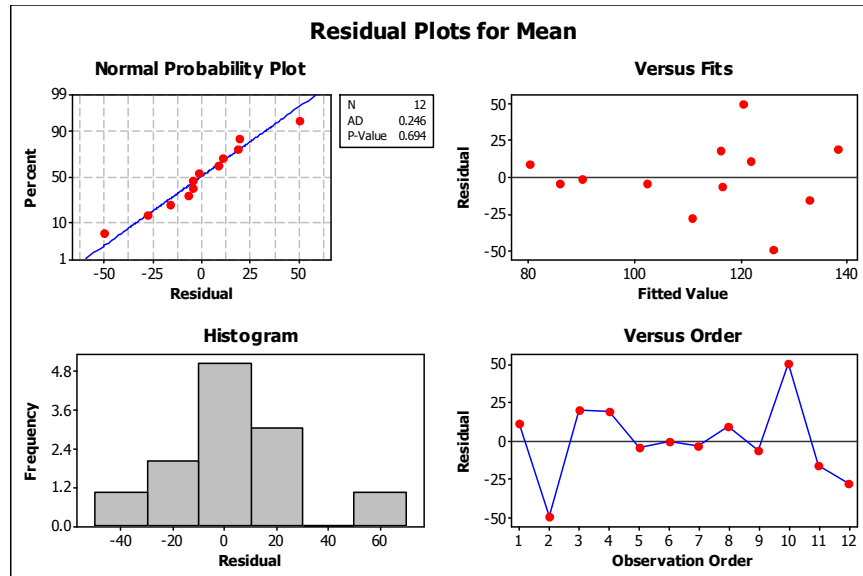 Residual Plots for Mean
Normal Probability Plot
99
90
50
10
1
Percent
-50 -25 0 25 50
Residual
N 12
AD 0.246
P-Value 0.694
Versus Fits
50
25
0
-25
-50
Residual
80 100 120 140
Fitted Value
Histogram
4.8
3.6
2.4
1.2
0.0
Frequency
-40 -20 0 20 40 60
Residual
Versus Order
50
25
0
-25
-50
Residual
1 2 3 4 5 6 7 8 9 10 11 12
Observation Order